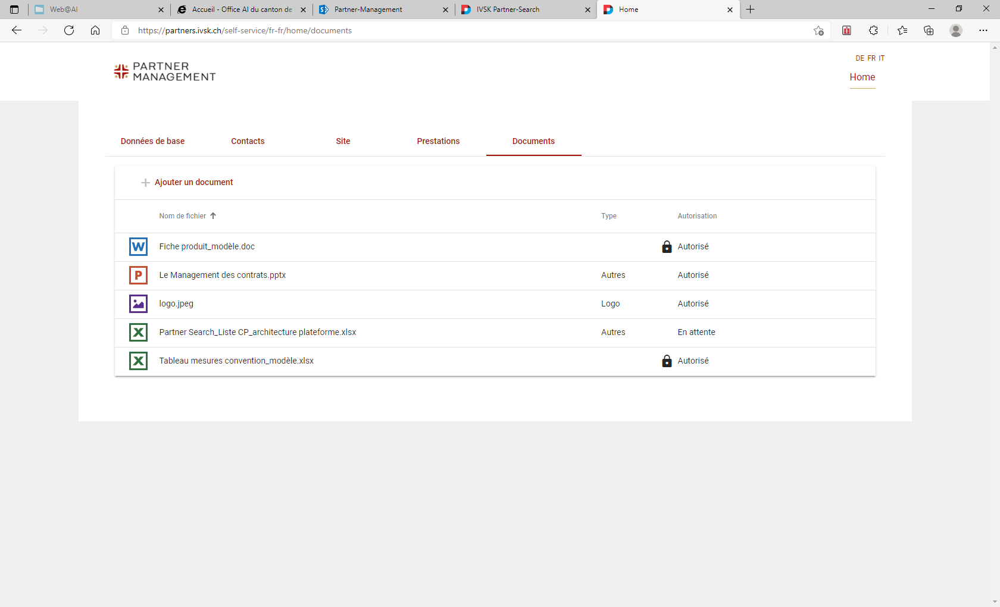 Web@AI
Accueil - Office AI du canton de
Partner-Management
IVSK Partner-Search
Home
https://partners.ivsk.ch/self-service/fr-fr/home/documents
PARTNER
MANAGEMENT
DE FR IT
Home
Données de base Contacts Site Prestations Documents
Ajouter un document
Nom de fichier Type Autorisation
Fiche produit_modèle.doc Autorisé
Le Management des contrats.pptx Autres Autorisé
logo.jpeg Logo Autorisé
Partner Search_Liste CP_architecture plateforme.xlsx Autres En attente
Tableau mesures convention_modèle.xlsx Autorisé